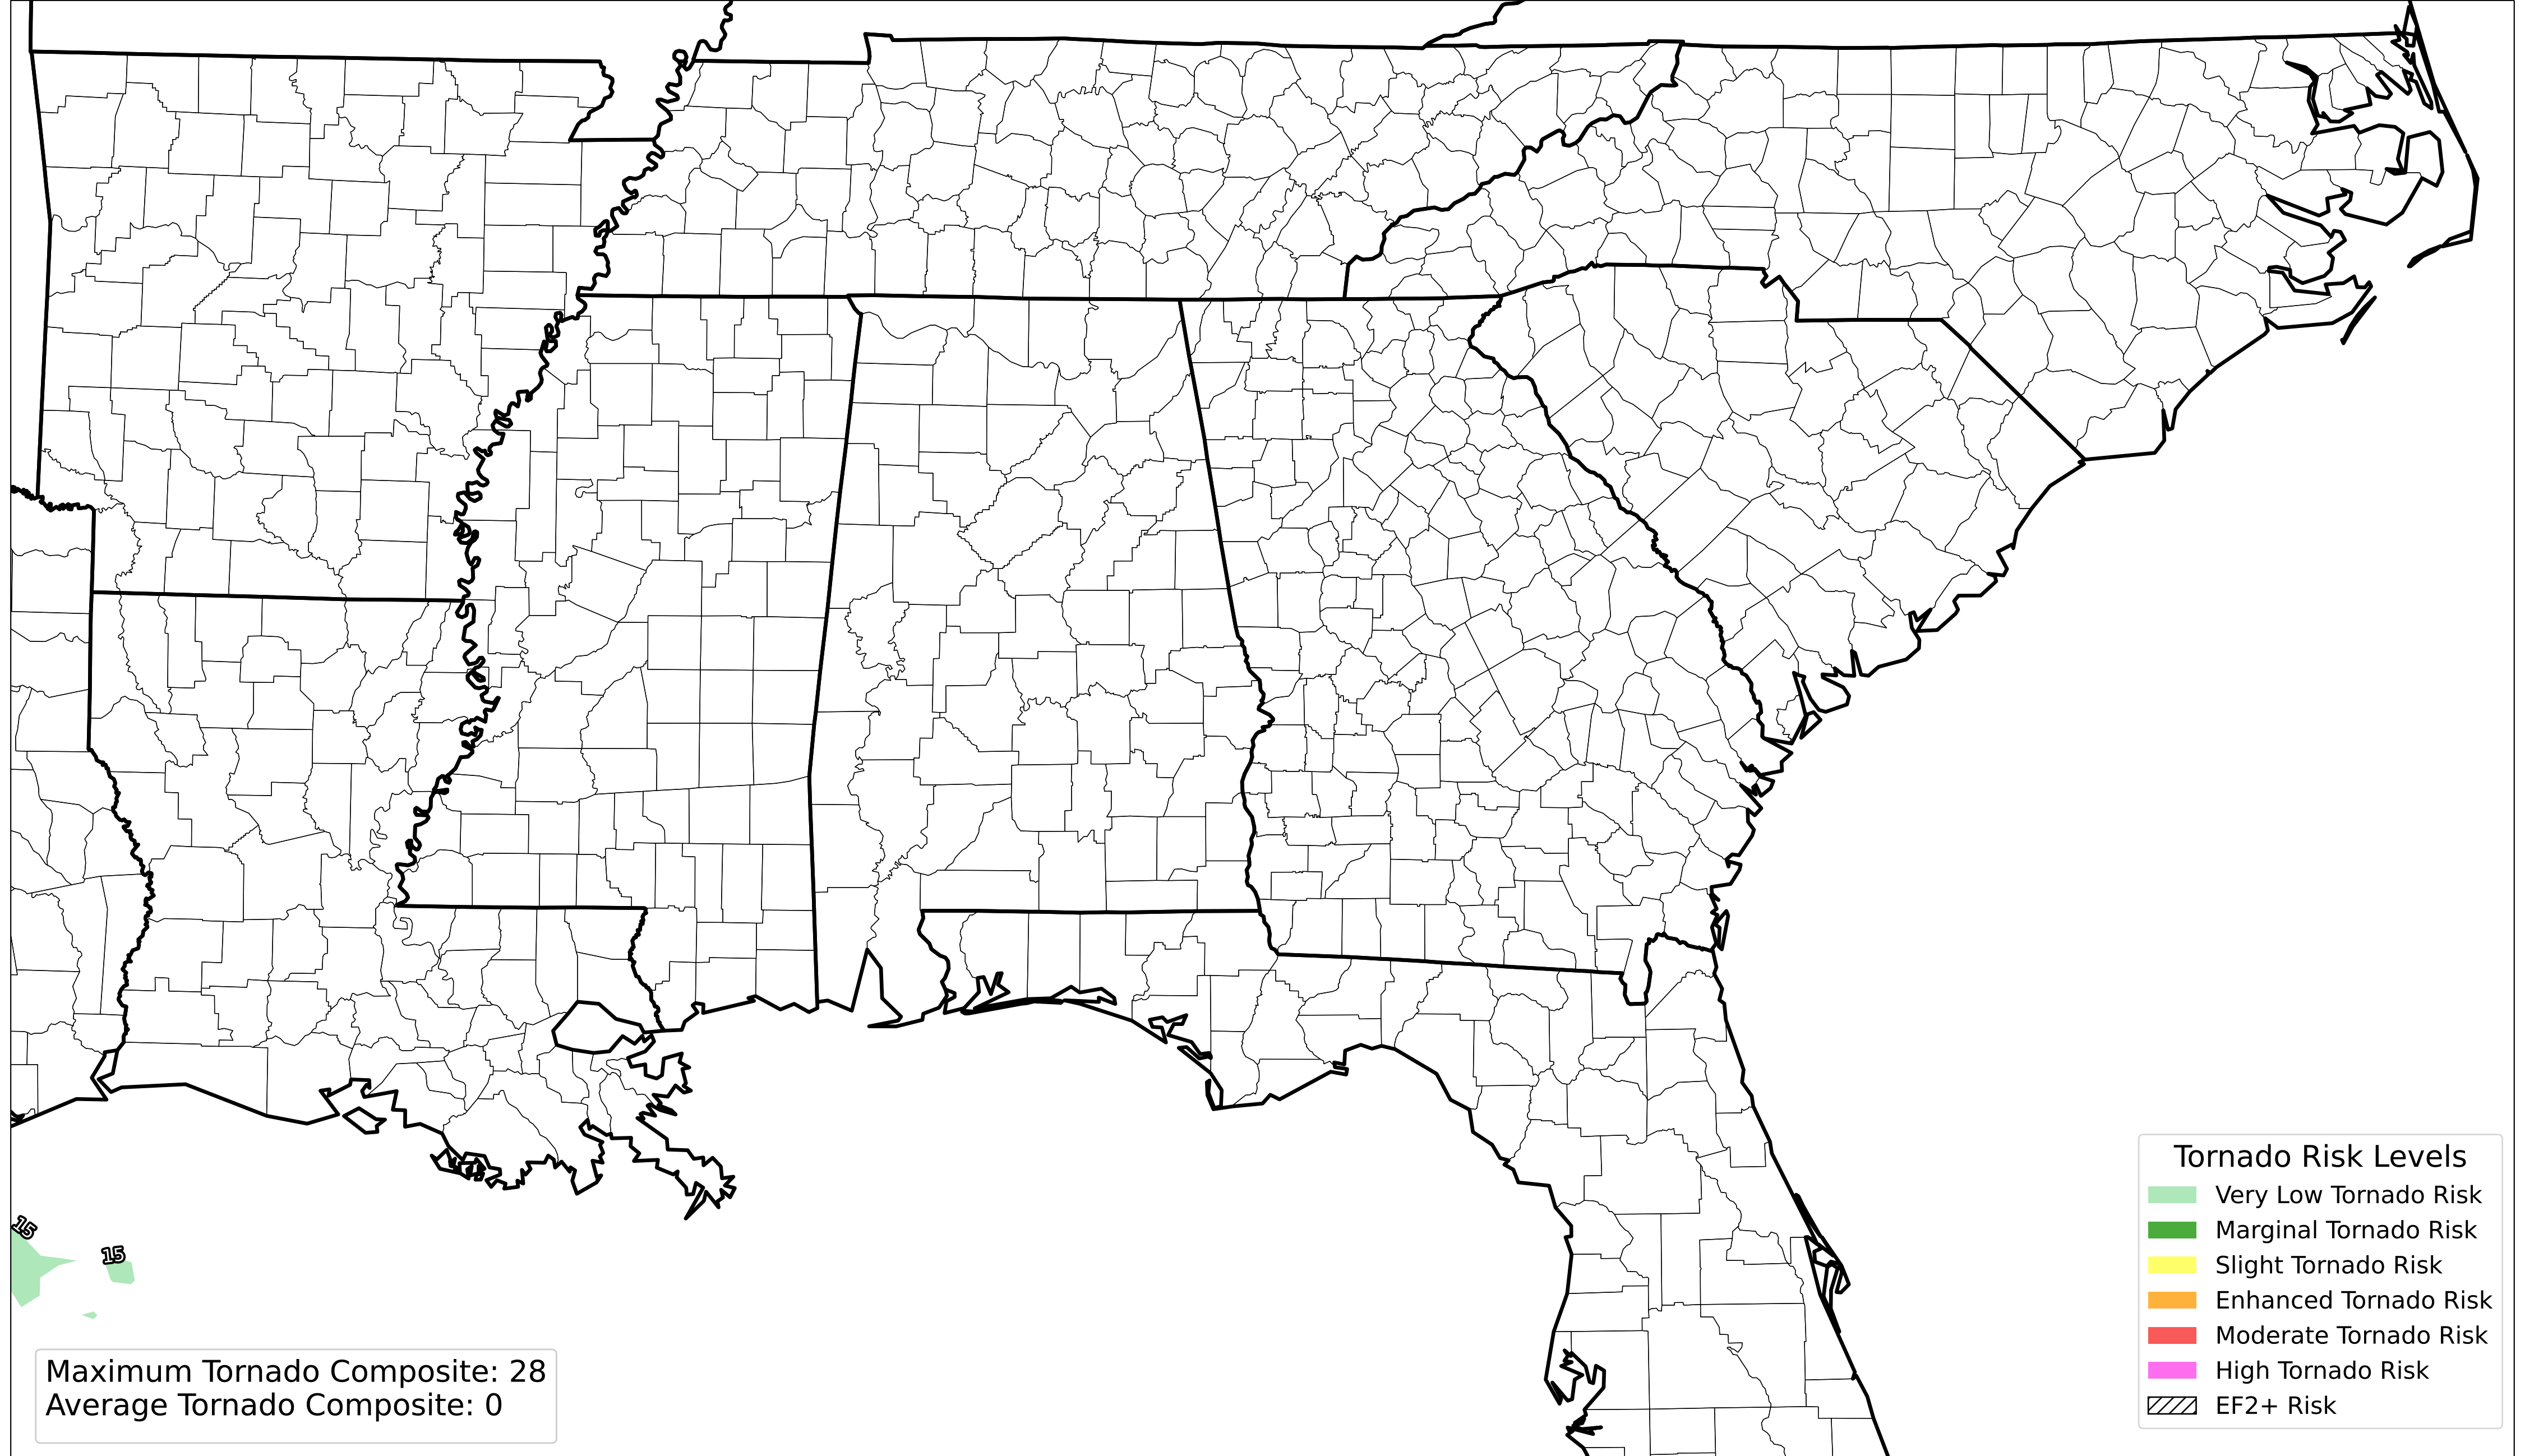 15
15
Maximum Tornado Composite: 28
Average Tornado Composite: 0
Tornado Risk Levels
Very Low Tornado Risk
Marginal Tornado Risk
Slight Tornado Risk
Enhanced Tornado Risk
Moderate Tornado Risk
High Tornado Risk
EF2+ Risk